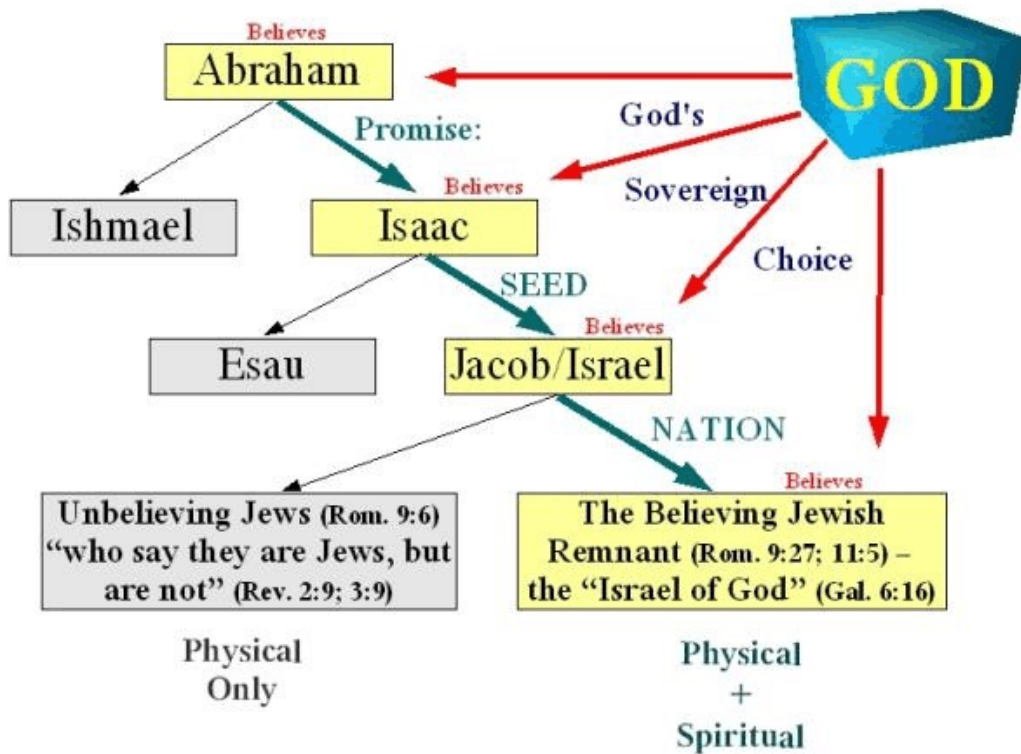 Believes
Abraham
GOD
God's
Promise:
Believes
Sovereign
Ishmael
Isaac
Choice
SEED
Believes
Esau
Jacob/Israel
NATION
Believes
Unbelieving Jews (Rom. 9:6)
“who say they are Jews, but
are not” (Rev. 2:9; 3:9)
The Believing Jewish
Remnant (Rom. 9:27; 11:5) –
the “Israel of God” (Gal. 6:16)
Physical
Only
Physical
+
Spiritual